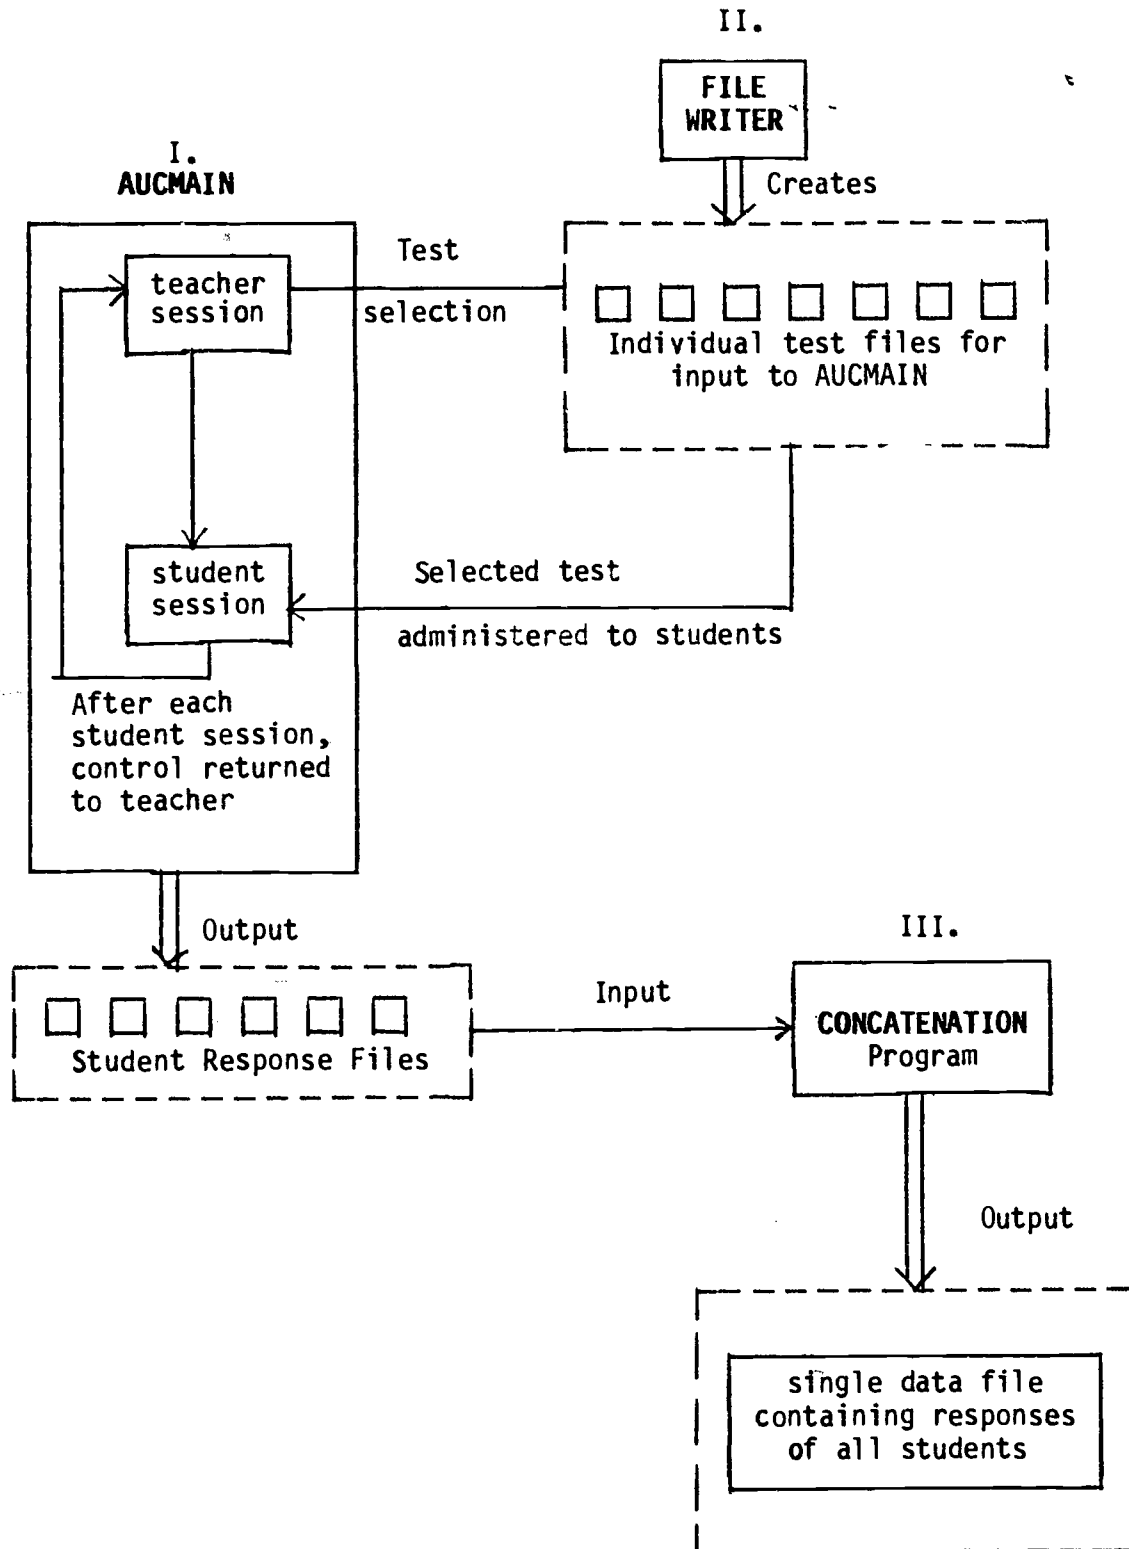 II.
FILE
WRITER
Creates
I.
AUCMAIN
teacher
session
Test
selection
Individual test files for
input to AUCMAIN
student
session
Selected test
administered to students
After each
student session,
control returned
to teacher
Output
Student Response Files
Input
III.
CONCATENATION
Program
Output
single data file
containing responses
of all students